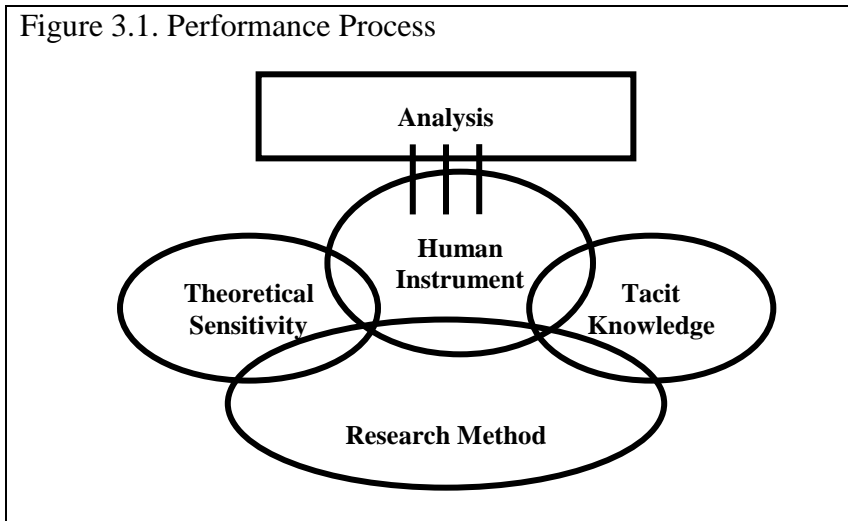 Figure 3.1. Performance Process
Analysis
Human
Instrument
Theoretical
Sensitivity
Tacit
Knowledge
Research Method